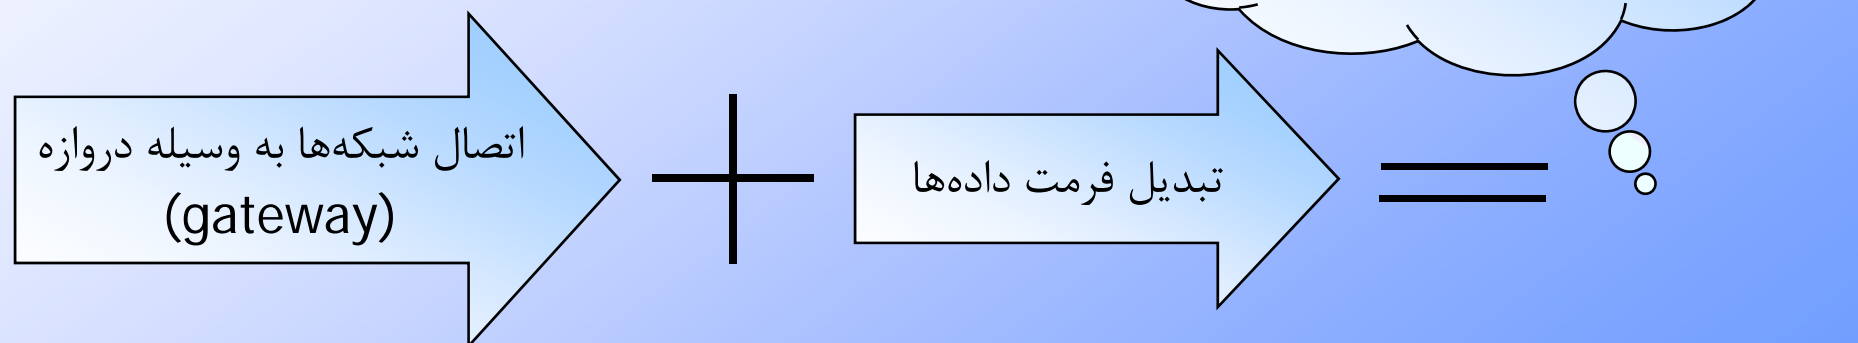 اتصال شبکه‌ها به وسیله دروازه
(gateway)
تبدیل فرمت داده‌ها